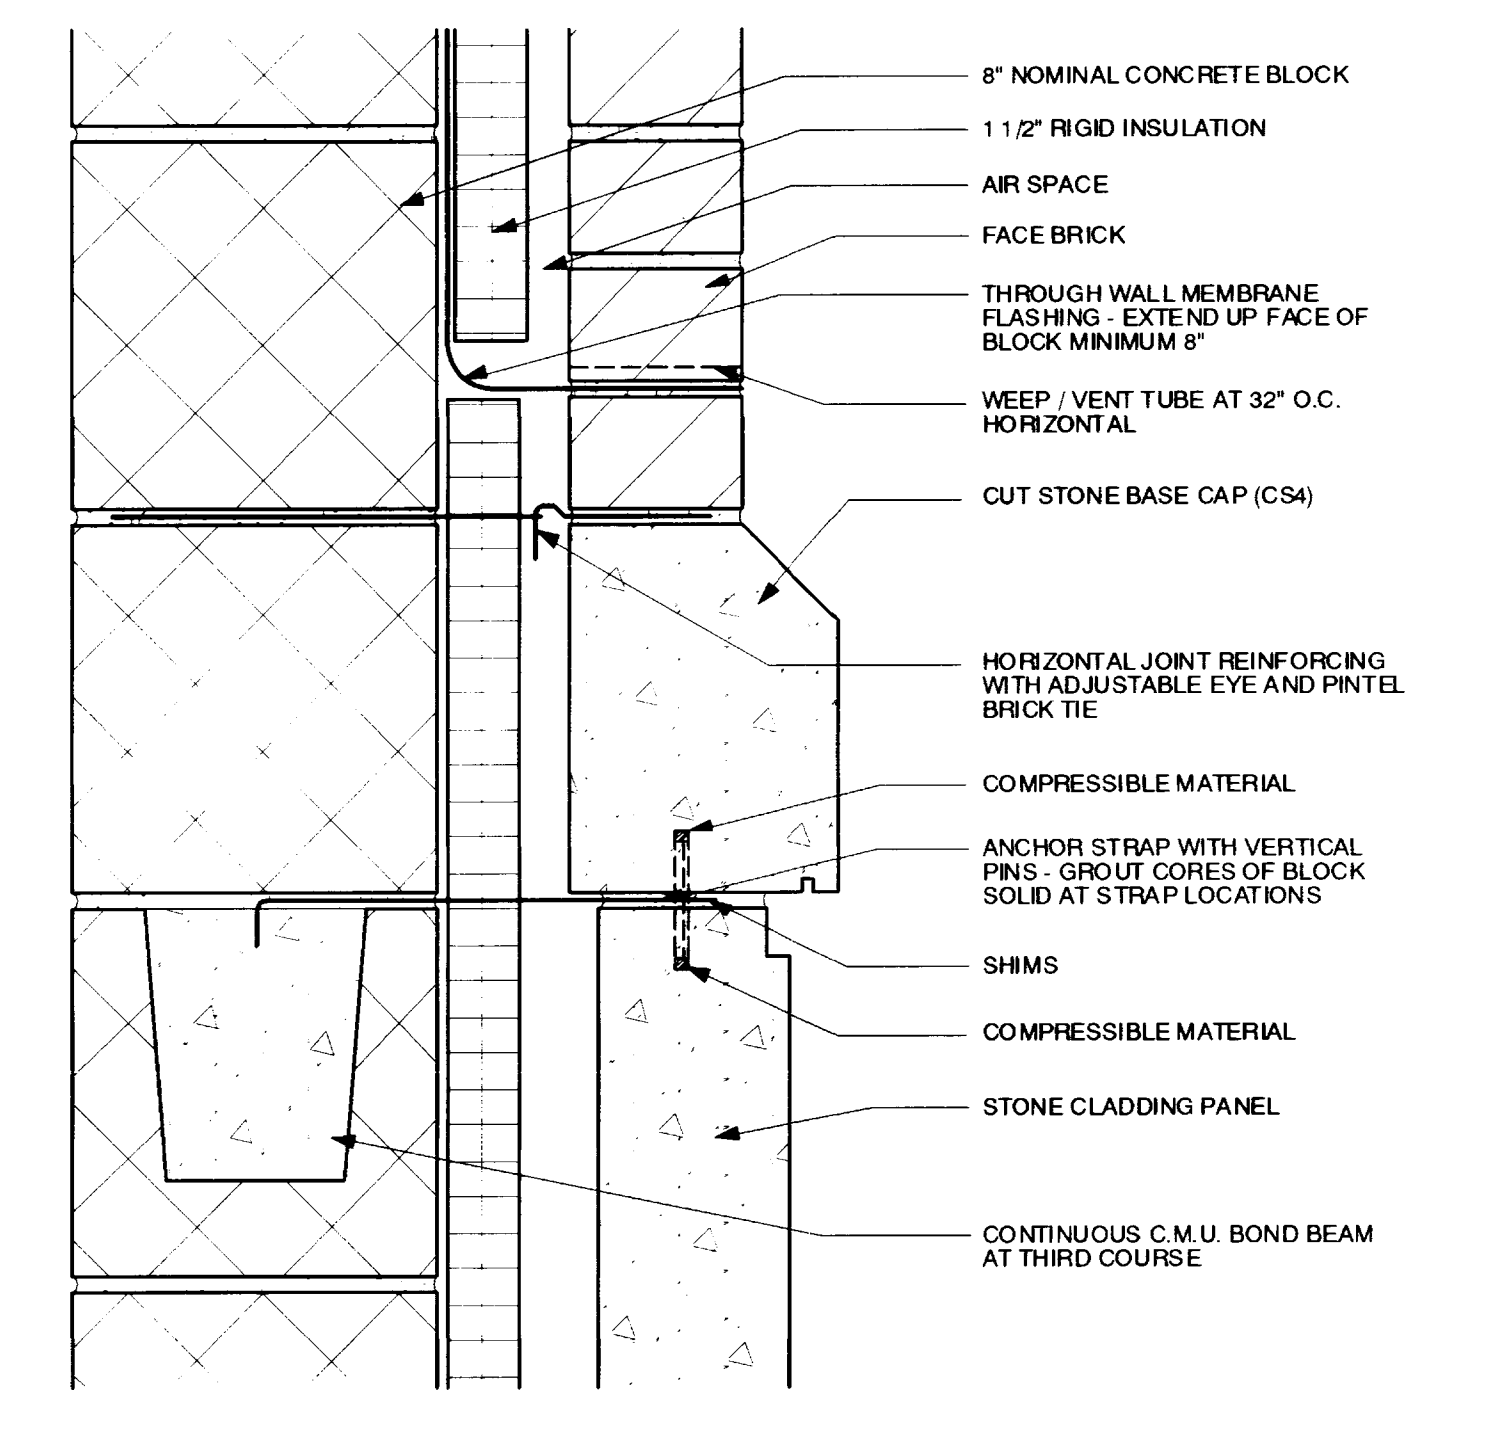 8" NOMINAL CONCRETE BLOCK
1 1/2" RIGID INSULATION
AIR SPACE
FACE BRICK
THROUGH WALL MEMBRANE
FLASHING - EXTEND UP FACE OF
BLOCK MINIMUM 8"
WEEP / VENT TUBE AT 32" O.C.
HORIZONTAL
CUT STONE BASE CAP (CS4)
HORIZONTAL JOINT REINFORCING
WITH ADJUSTABLE EYE AND PINTEL
BRICK TIE
COMPRESSIBLE MATERIAL
ANCHOR STRAP WITH VERTICAL
PINS - GROUT CORES OF BLOCK
SOLID AT STRAP LOCATIONS
SHIMS
COMPRESSIBLE MATERIAL
STONE CLADDING PANEL
CONTINUOUS C.M.U. BOND BEAM
AT THIRD COURSE